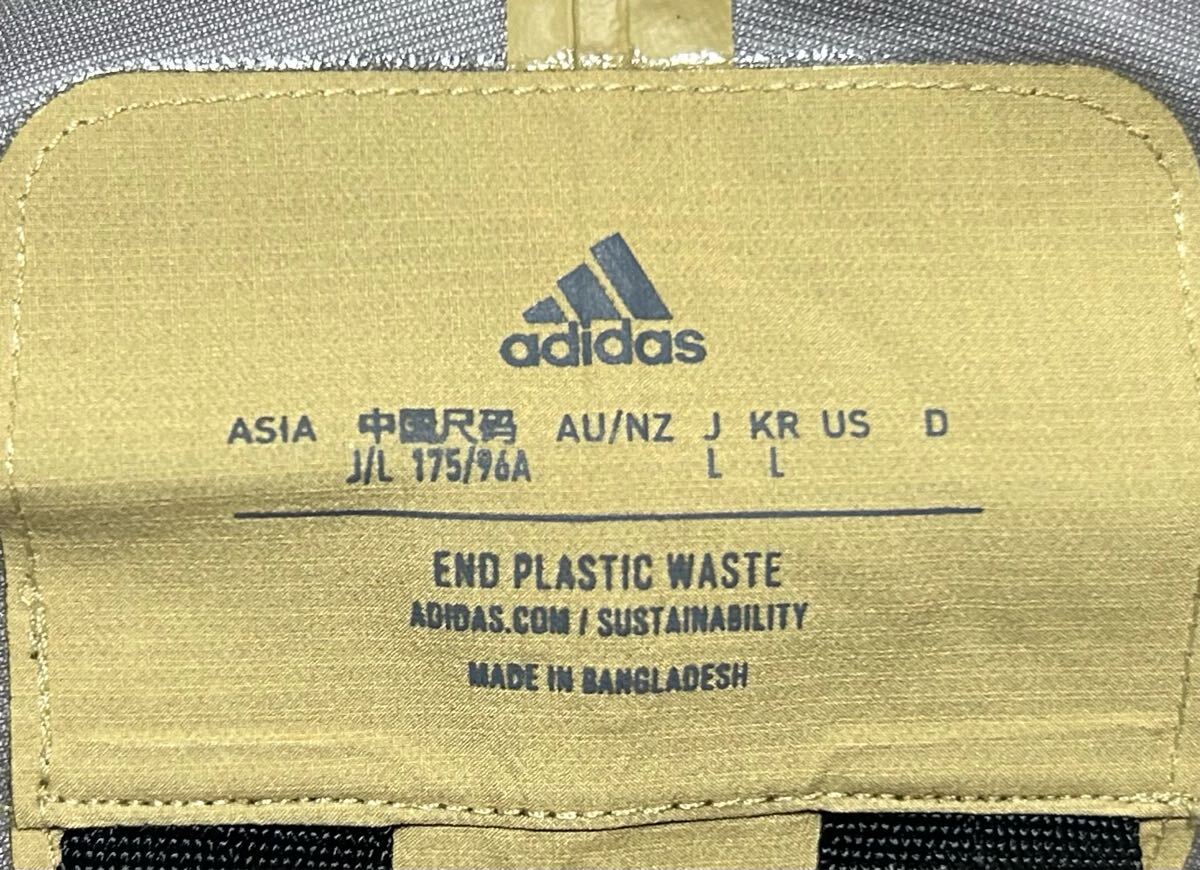 adidas
ASIA 中国尺码 AU/NZ J KR US D
J/L 175/96A L L
END PLASTIC WASTE
ADIDAS.COM / SUSTAINABILITY
MADE IN BANGLADESH